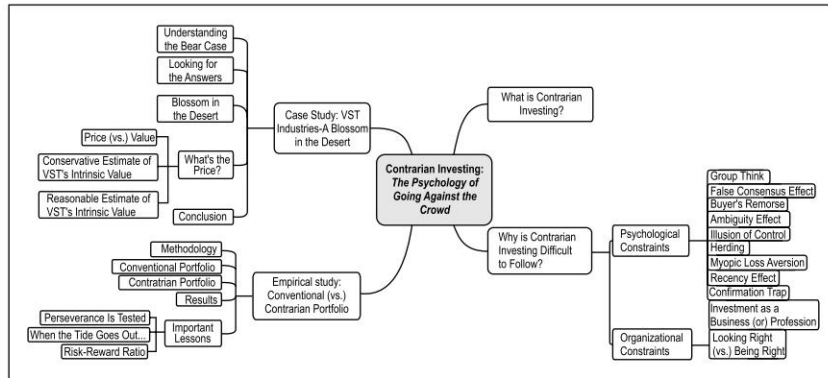 Understanding
the Bear Case
Looking for
the Answers
Blossom in
the Desert
Price (vs.) Value
Conservative Estimate of
VST's Intrinsic Value
Reasonable Estimate of
VST's Intrinsic Value
What's the
Price?
Conclusion
Case Study: VST
Industries-A Blossom
in the Desert
Methodology
Conventional Portfolio
Contratrian Portfolio
Results
Perseverance Is Tested
When the Tide Goes Out...
Risk-Reward Ratio
Important
Lessons
Empirical study:
Conventional (vs.)
Contrarian Portfolio
Contrarian Investing:
The Psychology of
Going Against the
Crowd
What is Contrarian
Investing?
Why is Contrarian
Investing Difficult
to Follow?
Psychological
Constraints
Group Think
False Consensus Effect
Buyer's Remorse
Ambiguity Effect
Illusion of Control
Herding
Myopic Loss Aversion
Recency Effect
Confirmation Trap
Organizational
Constraints
Investment as a
Business (or) Profession
Looking Right
(vs.) Being Right